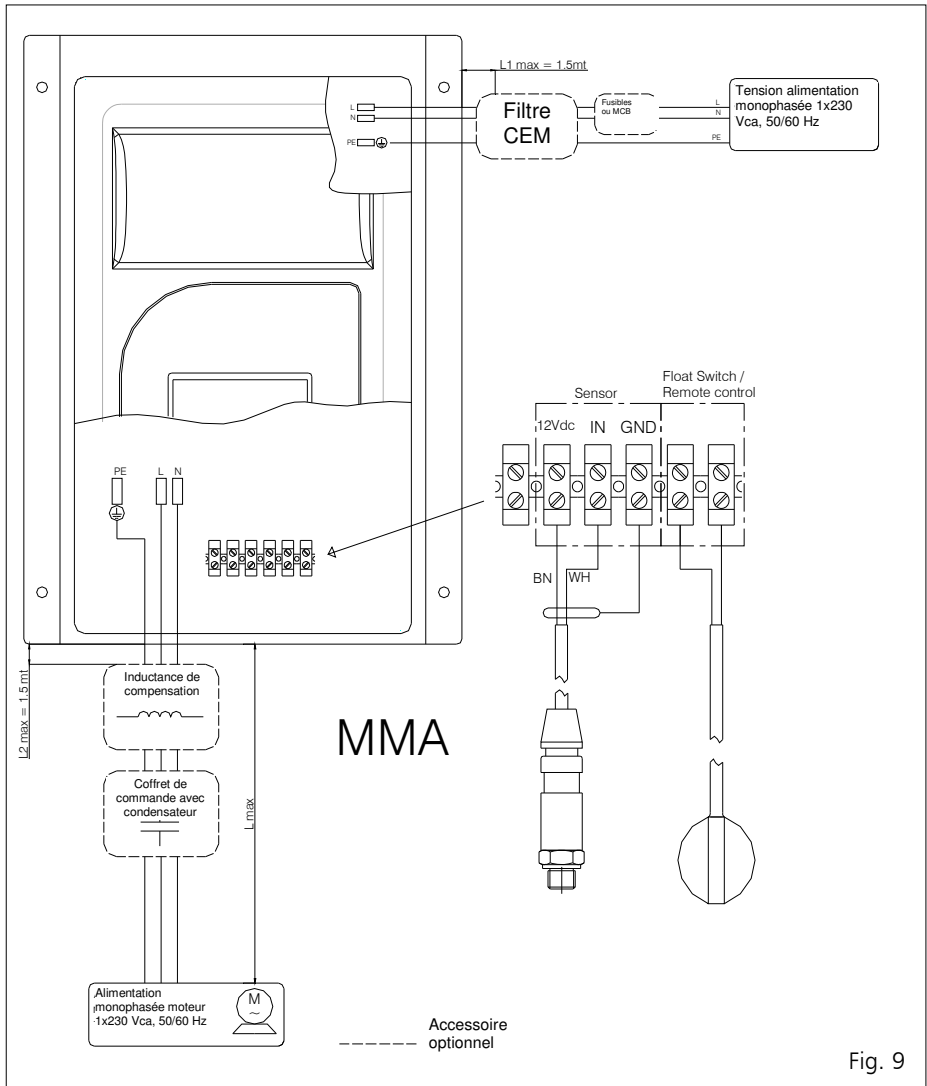 L1 max = 1.5mt
L
N
PE
Filtre
CEM
Fusibles
ou MCB
L
N
PE
Tension alimentation
monophasée 1x230
Vca, 50/60 Hz
Sensor
Float Switch /
Remote control
12Vdc IN GND
BN WH
PE L N
L2 max = 1.5 mt
Inductance de
compensation
Coffret de
commande avec
condensateur
L max
MMA
Alimentation
monophasée moteur
1x230 Vca, 50/60 Hz
M
~
Accessoire
optionnel
Fig. 9